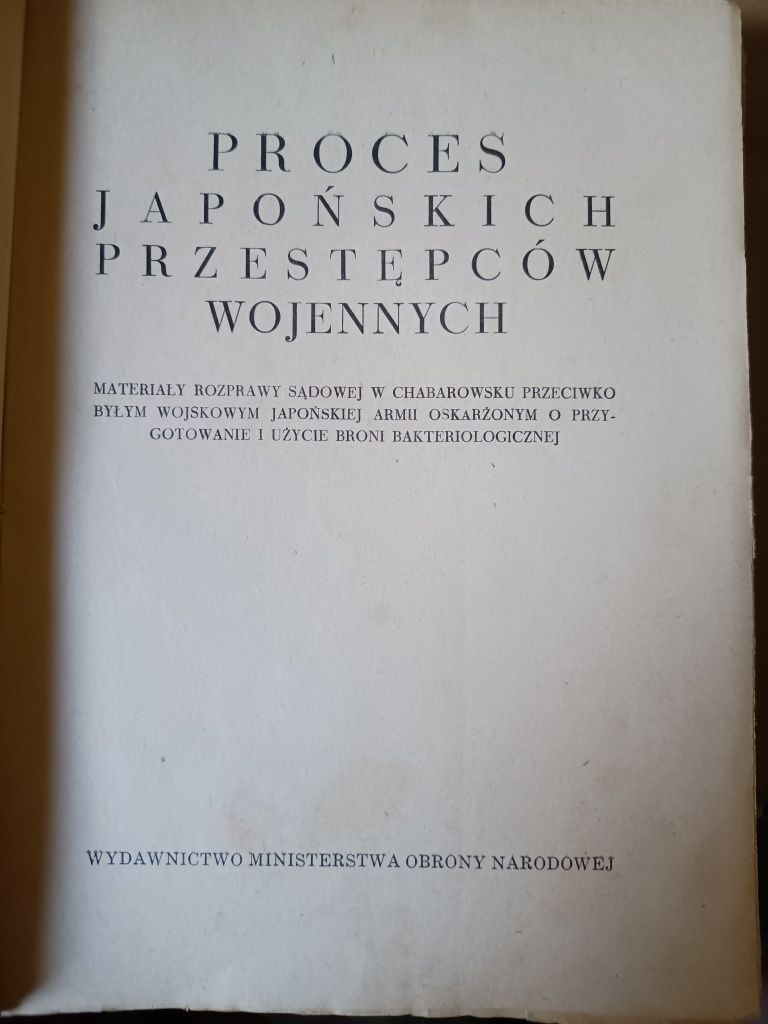 PROCES
JAPOŃSKICH
PRZESTĘPCÓW
WOJENNYCH
MATERIAŁY ROZPRAWY SĄDOWEJ W CHABAROWSKU PRZECIWKO
BYŁYM WOJSKOWYM JAPOŃSKIEJ ARMII OSKARŻONYM O PRZY-
GOTOWANIE I UŻYCIE BRONI BAKTERIOLOGICZNEJ
WYDAWNICTWO MINISTERSTWA OBRONY NARODOWEJ